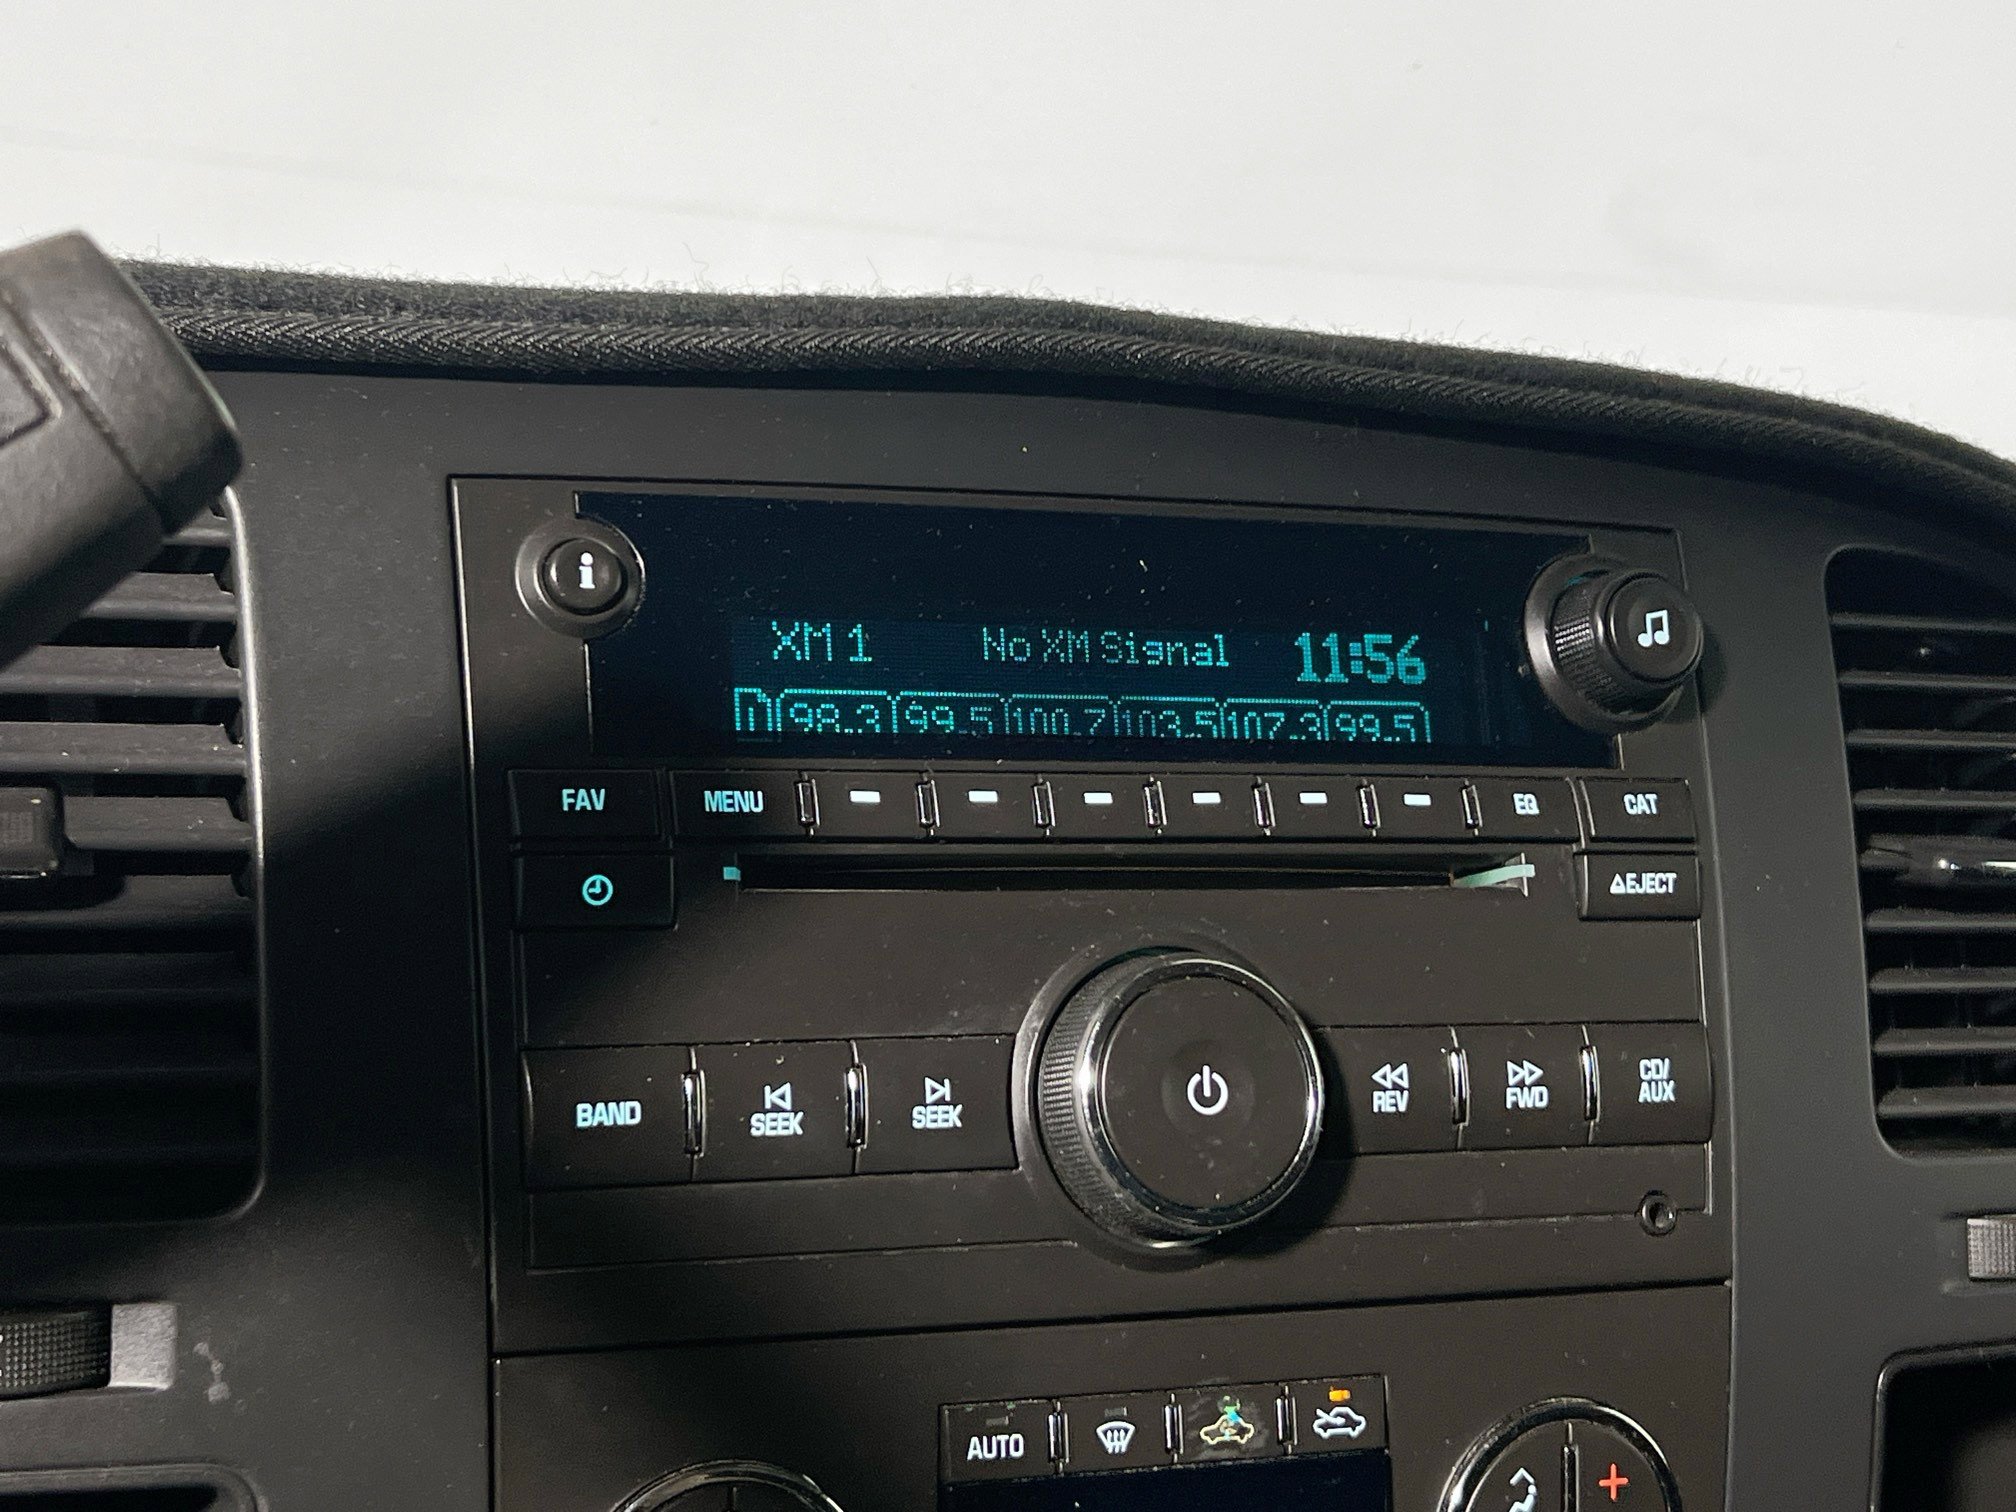 i
XM 1 No XM Signal 11:56
1 98.3 99.5 100.7 103.5 107.3 99.5
FAV MENU EQ CAT
EJECT
BAND SEEK SEEK REV FWD CD/
AUX
AUTO
+